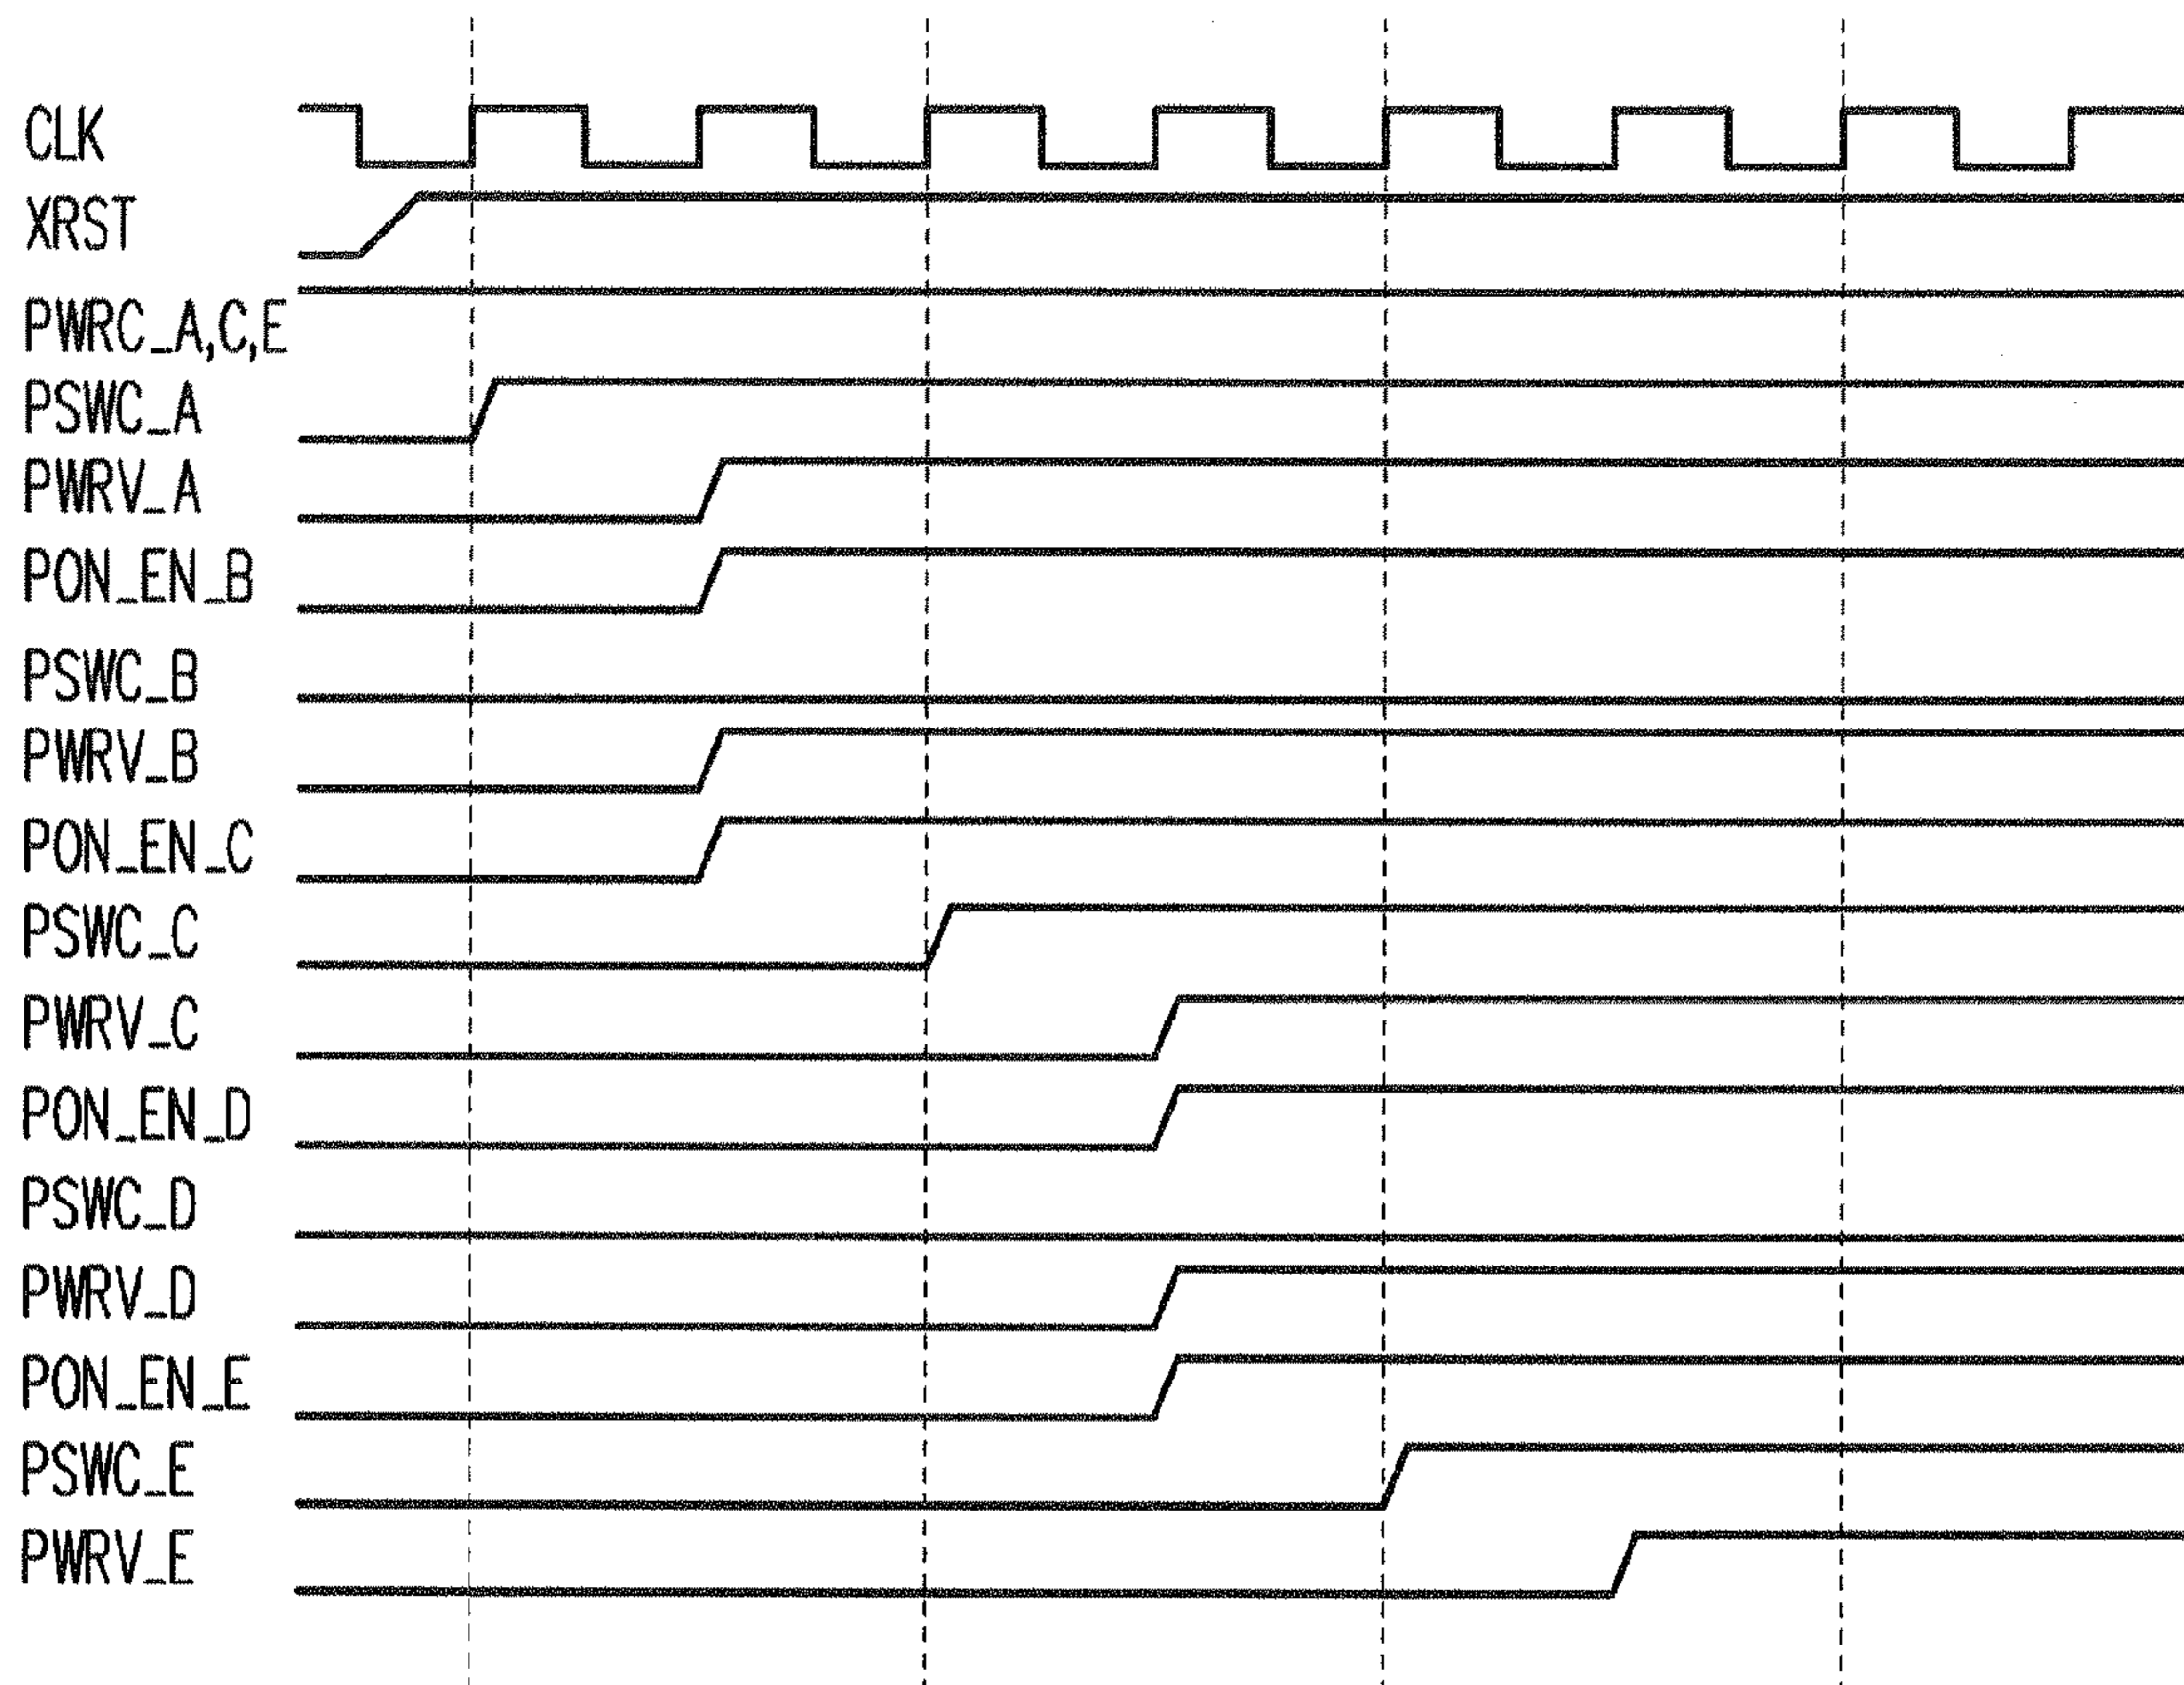 CLK
XRST
PWRC_A,C,E
PSWC_A
PWRV_A
PON_EN_B
PSWC_B
PWRV_B
PON_EN_C
PSWC_C
PWRV_C
PON_EN_D
PSWC_D
PWRV_D
PON_EN_E
PSWC_E
PWRV_E